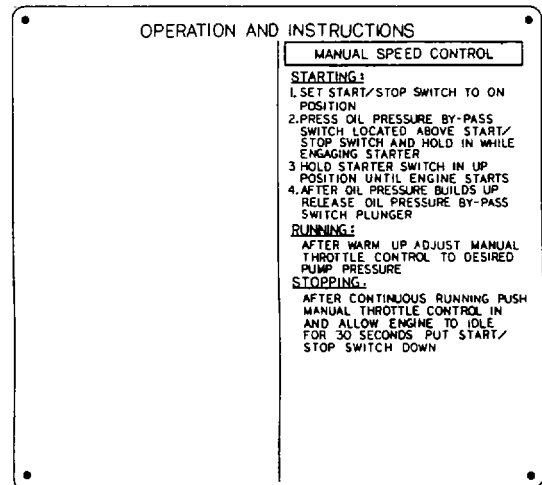 OPERATION AND INSTRUCTIONS
MANUAL SPEED CONTROL
STARTING:
1. SET START/STOP SWITCH TO ON
POSITION
2.PRESS OIL PRESSURE BY-PASS
SWITCH LOCATED ABOVE START/
STOP SWITCH AND HOLD IN WHILE
ENGAGING STARTER
3 HOLD STARTER SWITCH IN UP
POSITION UNTIL ENGINE STARTS
4.AFTER OIL PRESSURE BUILDS UP
RELEASE OIL PRESSURE BY-PASS
SWITCH PLUNGER
RUNNING:
AFTER WARM UP ADJUST MANUAL
THROTTLE CONTROL TO DESIRED
PUMP PRESSURE
STOPPING.
AFTER CONTINUOUS RUNNING PUSH
MANUAL THROTTLE CONTROL IN
AND ALLOW ENGINE TO IDLE
FOR 30 SECONDS PUT START/
STOP SWITCH DOWN